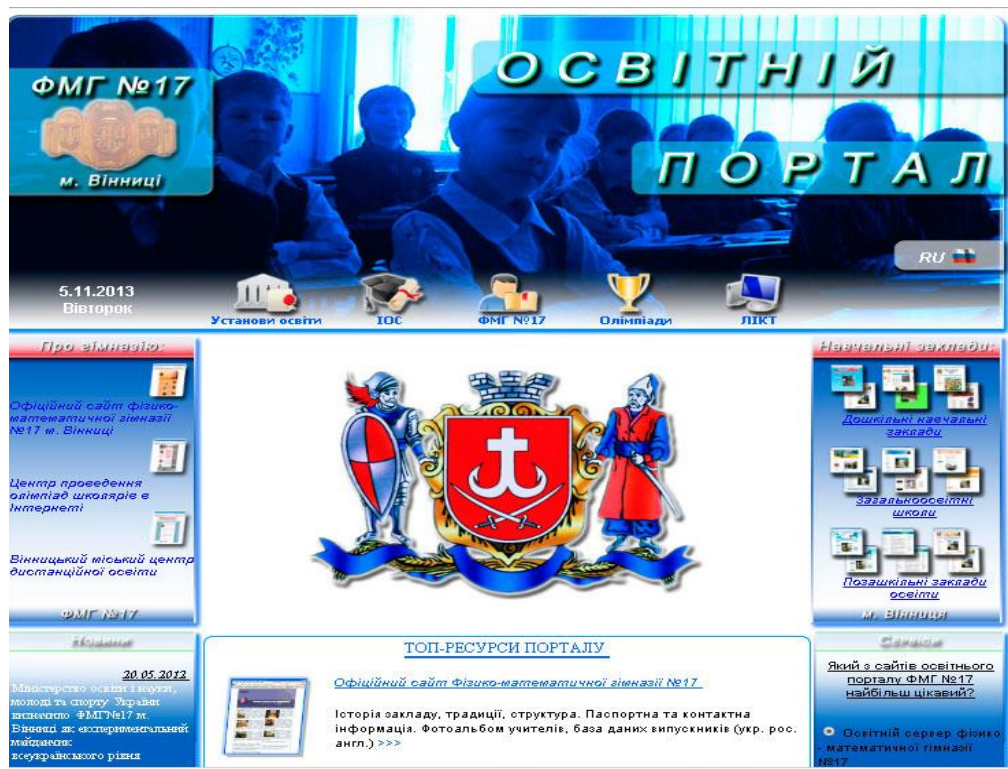 ФМГ №17
м. Вінниці
ОСВІТНІЙ
ПОРТАЛ
RU
5.11.2013
Вівторок
Установи освіти
ІОС
ФМГ №17
Олімпіади
ЛІКТ
Про гімназію:
Офіційний сайт фізико-
математичної гімназії
№17 м. Вінниці
Центр проведення
олімпіад школярів в
Інтернеті
Вінницький міський центр
дистанційної освіти
ФМГ №17
Навчальні заклади:
Дошкільні навчальні
заклади
Загальноосвітні
школи
Позашкільні заклади
освіти
м. Вінниця
Новини
20.05.2012
Міністерство освіти і науки,
молоді та спорту України
визначило ФМГ№17 м.
Вінниці як експериментальний
майданчик
всеукраїнського рівня
ТОП-РЕСУРСИ ПОРТАЛУ
Офіційний сайт Фізико-математичної гімназії №17
Історія закладу, традиції, структура. Паспортна та контактна
інформація. Фотоальбом учителів, база даних випускників (укр. рос.
англ.) >>>
Який з сайтів освітнього
порталу ФМГ №17
найбільш цікавий?
Освітній сервер фізико
- математичної гімназії
№17